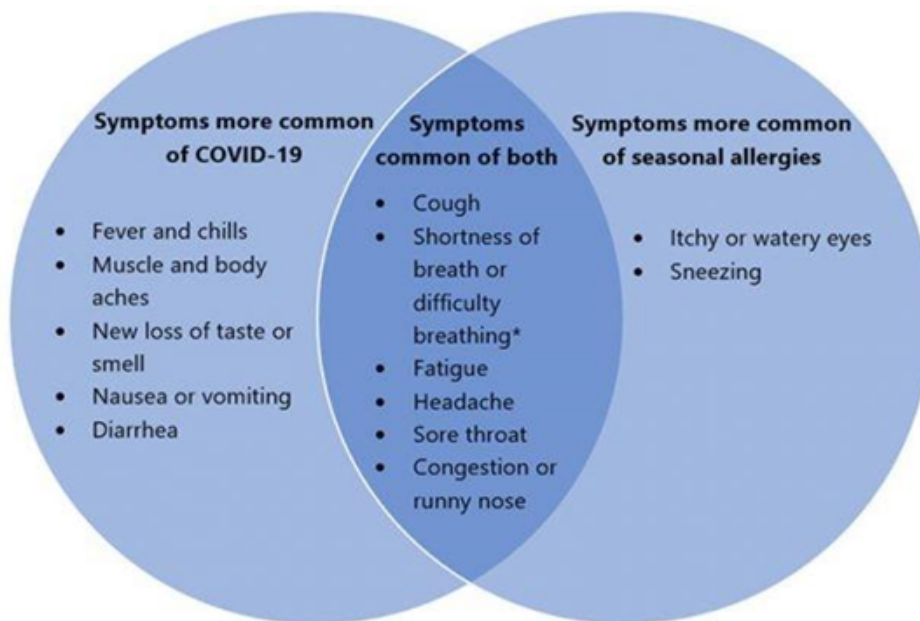 Symptoms more common
of COVID-19
• Fever and chills
• Muscle and body
aches
• New loss of taste or
smell
• Nausea or vomiting
• Diarrhea
Symptoms
common of both
• Cough
• Shortness of
breath or
difficulty
breathing*
• Fatigue
• Headache
• Sore throat
• Congestion or
runny nose
Symptoms more common
of seasonal allergies
• Itchy or watery eyes
• Sneezing